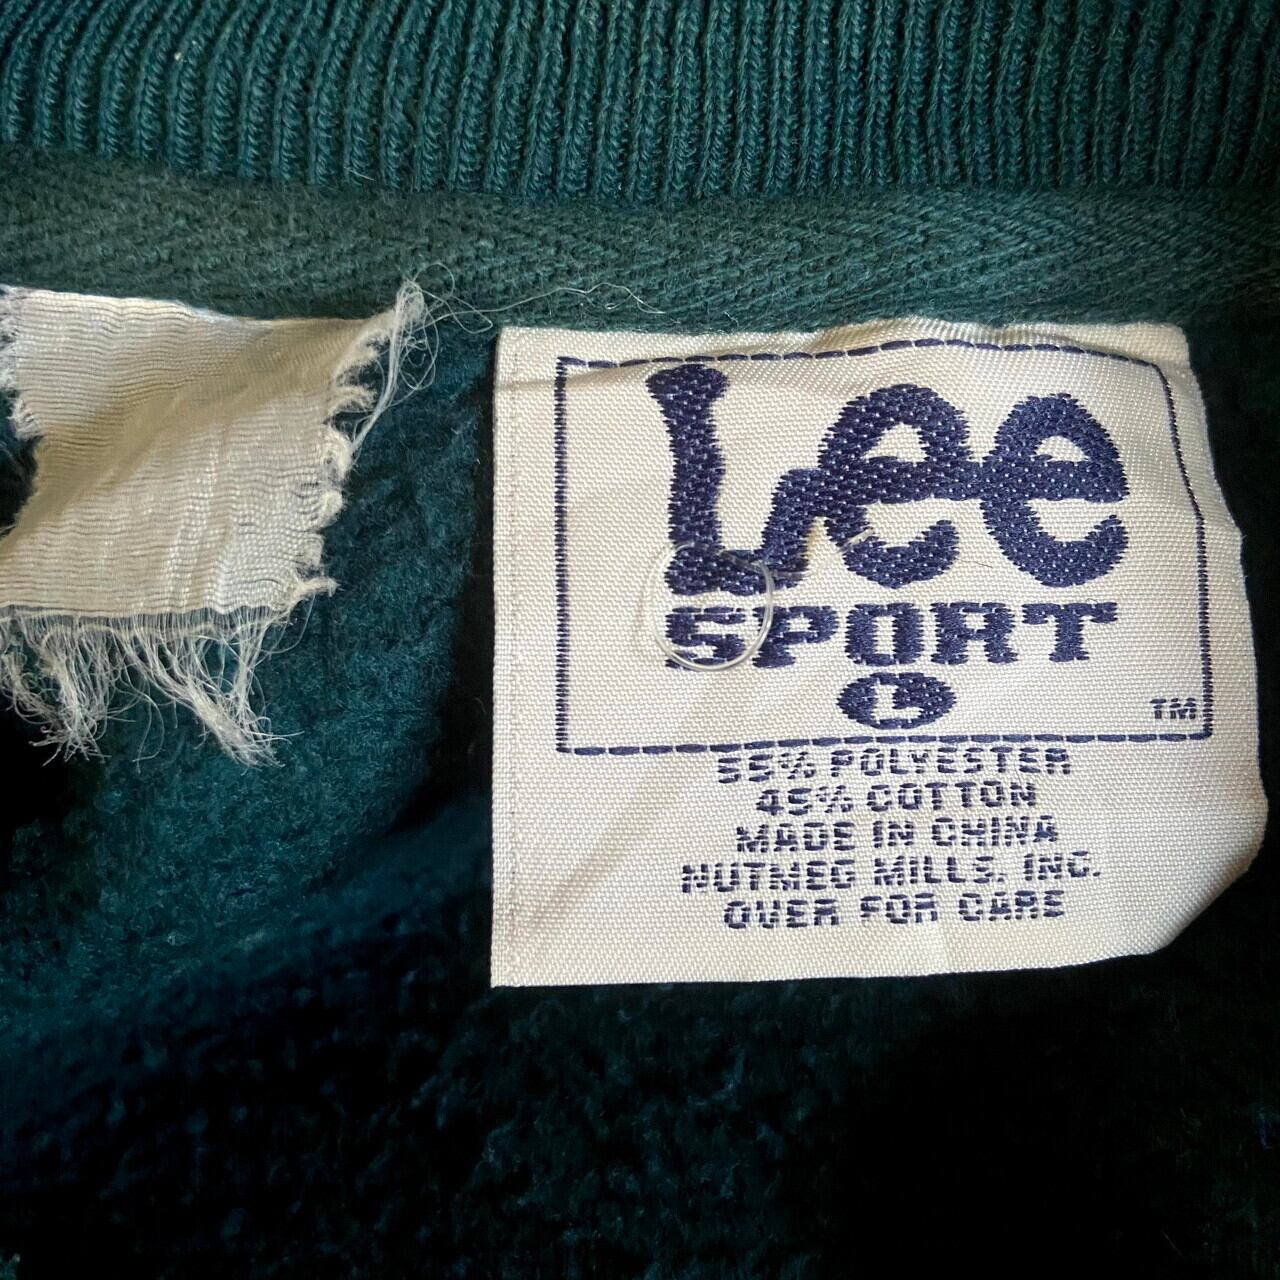 Lee
SPORT
L
TM
55% POLYESTER
45% COTTON
MADE IN CHINA
NUTMEG MILLS, INC.
OVER FOR CARE